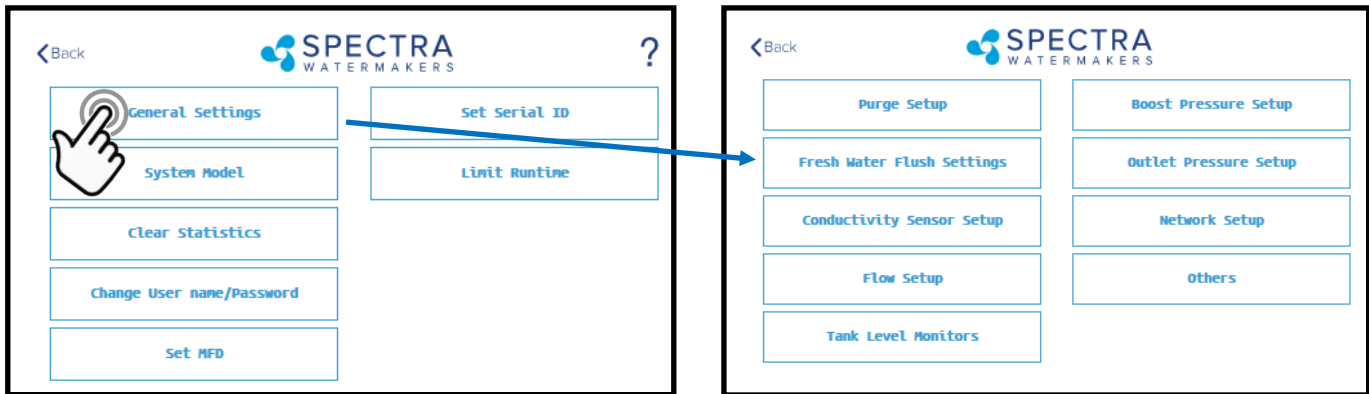 Back
SPECTRA
WATERMAKERS
?
General Settings
Set Serial ID
System Model
Limit Runtime
Clear Statistics
Change User name/Password
Set MFD
Back
SPECTRA
WATERMAKERS
Purge Setup
Boost Pressure Setup
Fresh Water Flush Settings
Outlet Pressure Setup
Conductivity Sensor Setup
Network Setup
Flow Setup
Others
Tank Level Monitors